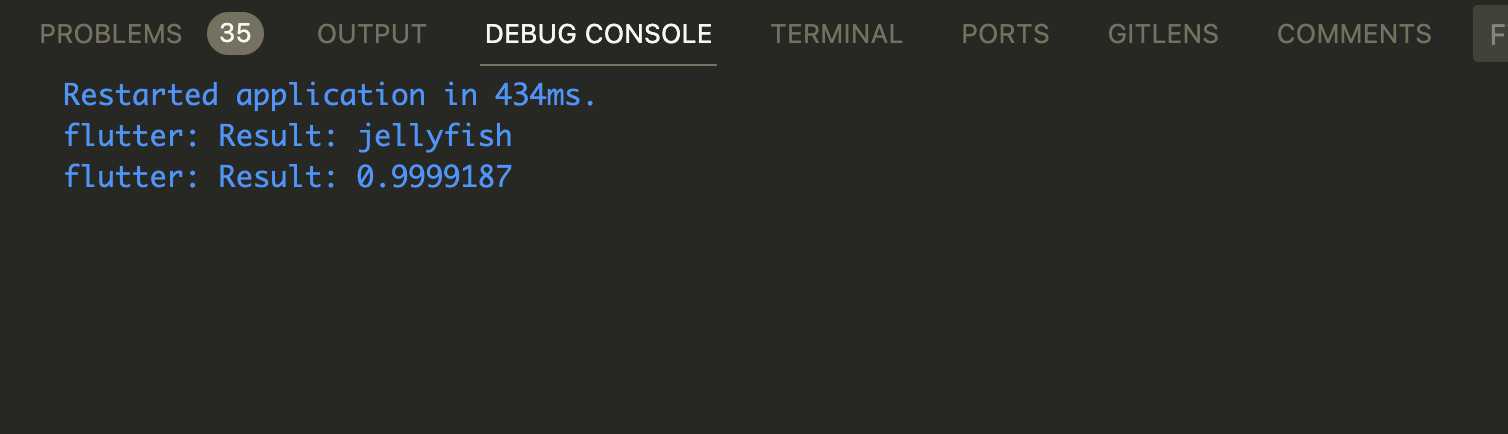 PROBLEMS 35 OUTPUT DEBUG CONSOLE TERMINAL PORTS GITLENS COMMENTS F
Restarted application in 434ms.
flutter: Result: jellyfish
flutter: Result: 0.9999187